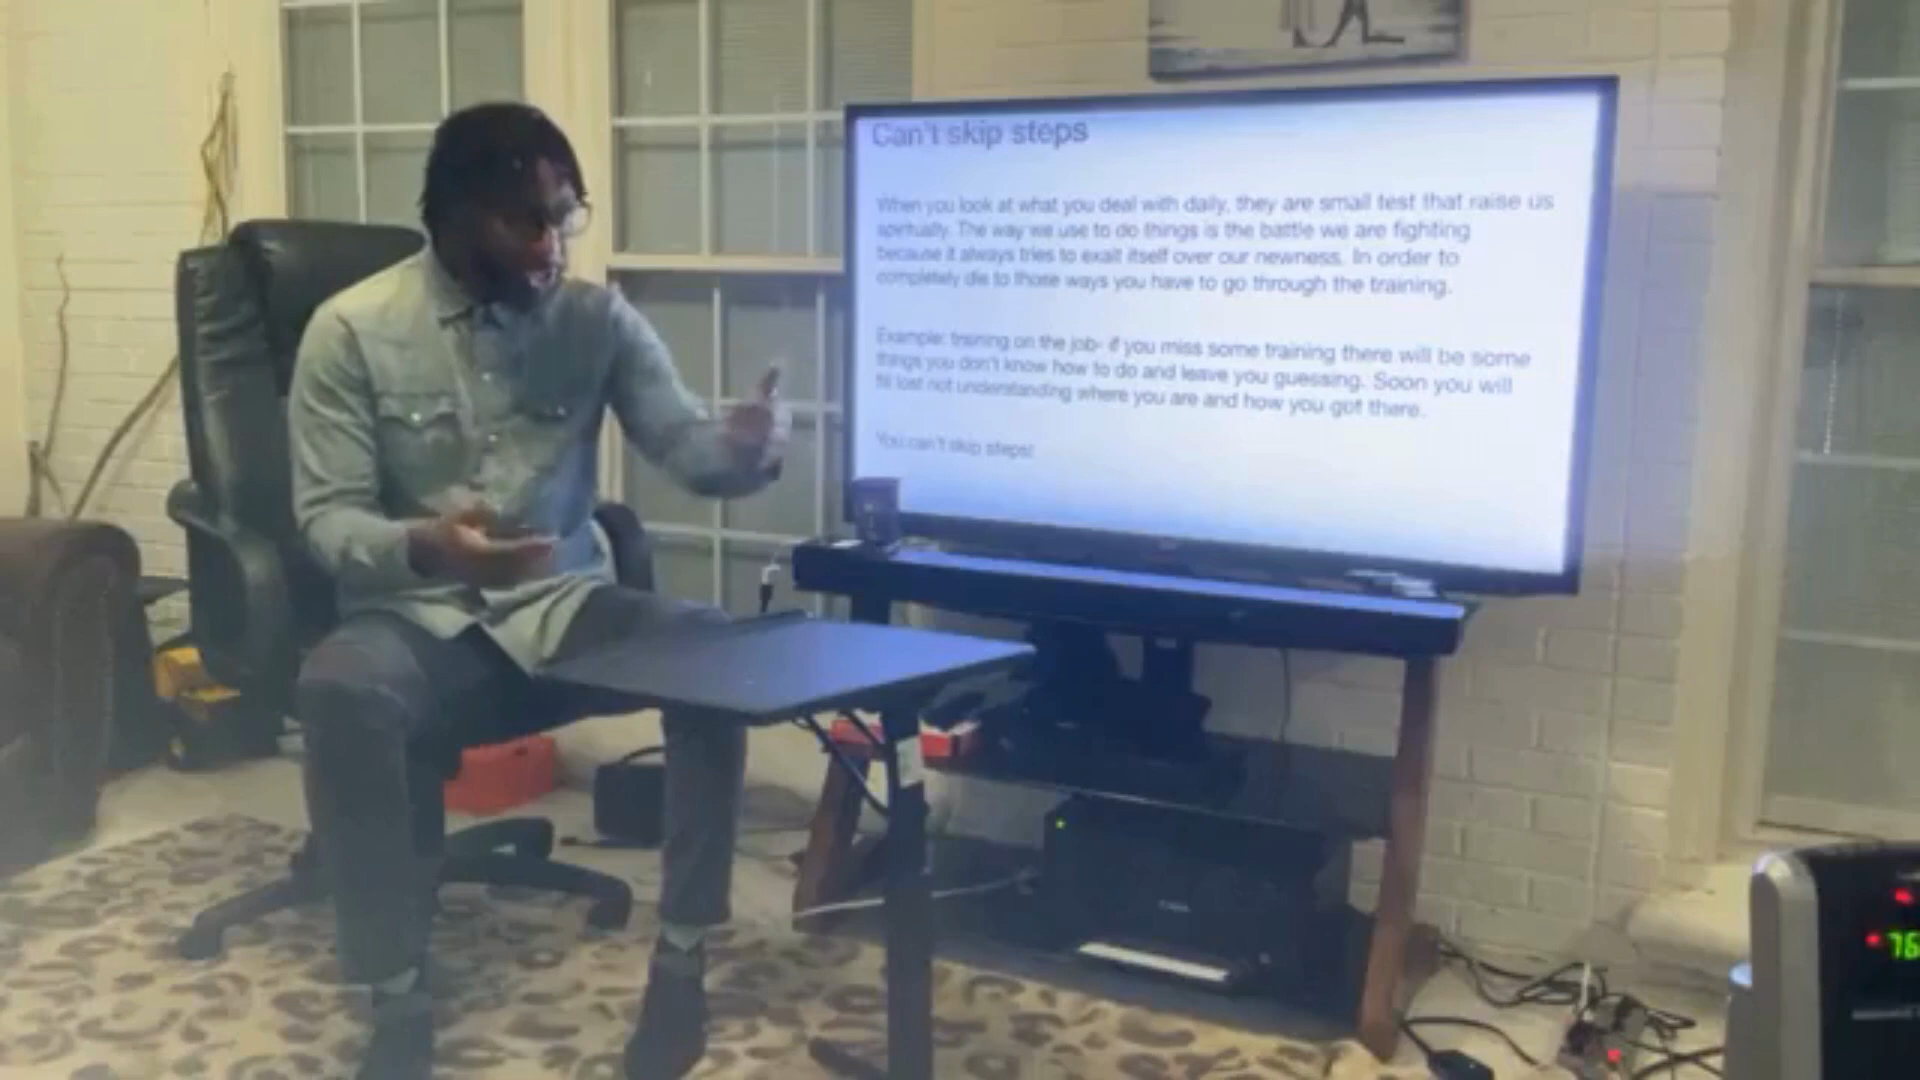 Can't skip steps
When you look at what you deal with daily, they are small test that raise us
spiritually. The way we use to do things is the battle we are fighting
because it always tries to exalt itself over our newness. In order to
completely die to those ways you have to go through the training.
Example: training on the job- if you miss some training there will be some
things you don't know how to do and leave you guessing. Soon you will
fill lost not understanding where you are and how you got there.
You can't skip steps!
76